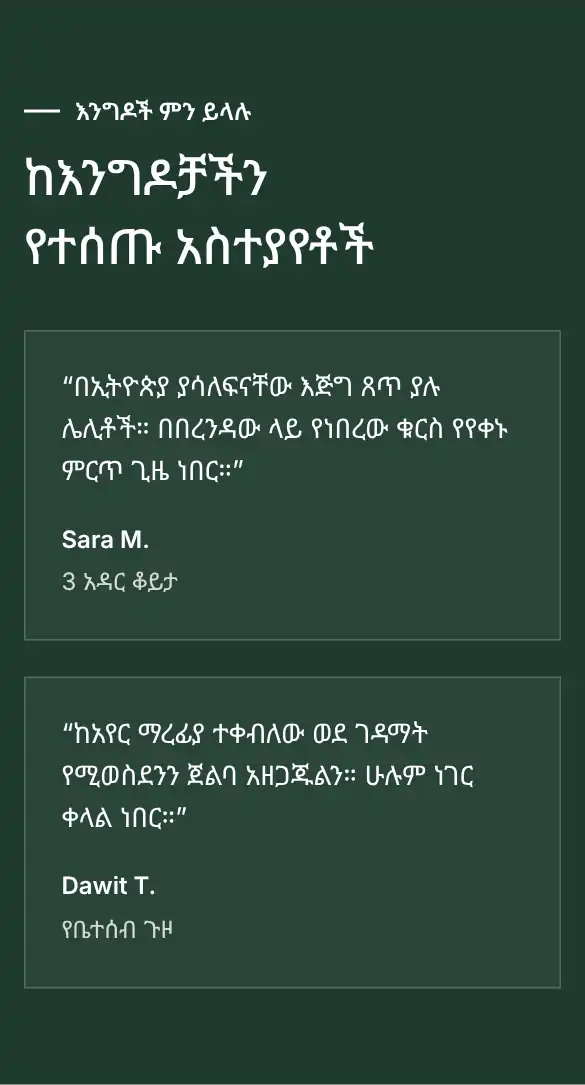 እንግዶች ምን ይላሉ
ከእንግዶቻችን
የተሰጡ አስተያየቶች
“በኢትዮጵያ ያሳለፍናቸው እጅግ ጸጥ ያሉ
ሌሊቶች። በበረንዳው ላይ የነበረው ቁርስ የየቀኑ
ምርጥ ጊዜ ነበር።”
Sara M.
3 አዳር ቆይታ
“ከአየር ማረፊያ ተቀብለው ወደ ገዳማት
የሚወስደንን ጀልባ አዘጋጁልን። ሁሉም ነገር
ቀላል ነበር።”
Dawit T.
የቤተሰብ ጉዞ